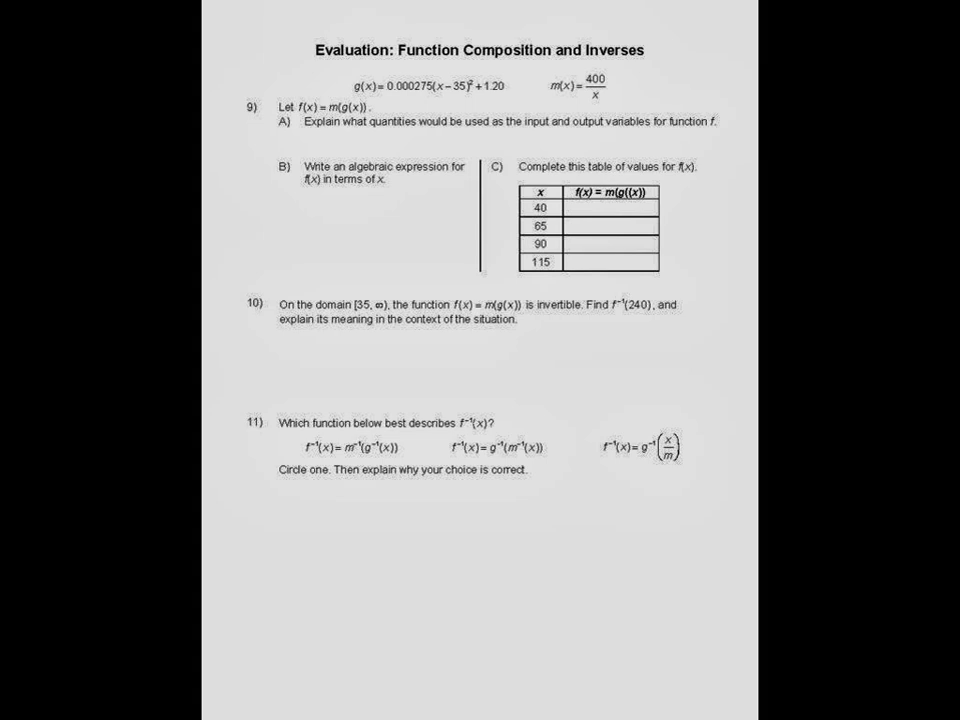 Evaluation: Function Composition and Inverses
g(x) = 0.000275(x – 35)² + 1.20 m(x) = 400/x
9) Let f(x) = m(g(x)).
A) Explain what quantities would be used as the input and output variables for function f.
B) Write an algebraic expression for
f(x) in terms of x.
C) Complete this table of values for f(x).
x f(x) = m(g((x))
40
65
90
115
10) On the domain [35, ∞), the function f(x) = m(g(x)) is invertible. Find f⁻¹(240), and
explain its meaning in the context of the situation.
11) Which function below best describes f⁻¹(x)?
f⁻¹(x) = m⁻¹(g⁻¹(x)) f⁻¹(x) = g⁻¹(m⁻¹(x)) f⁻¹(x) = g⁻¹(x/m)
Circle one. Then explain why your choice is correct.